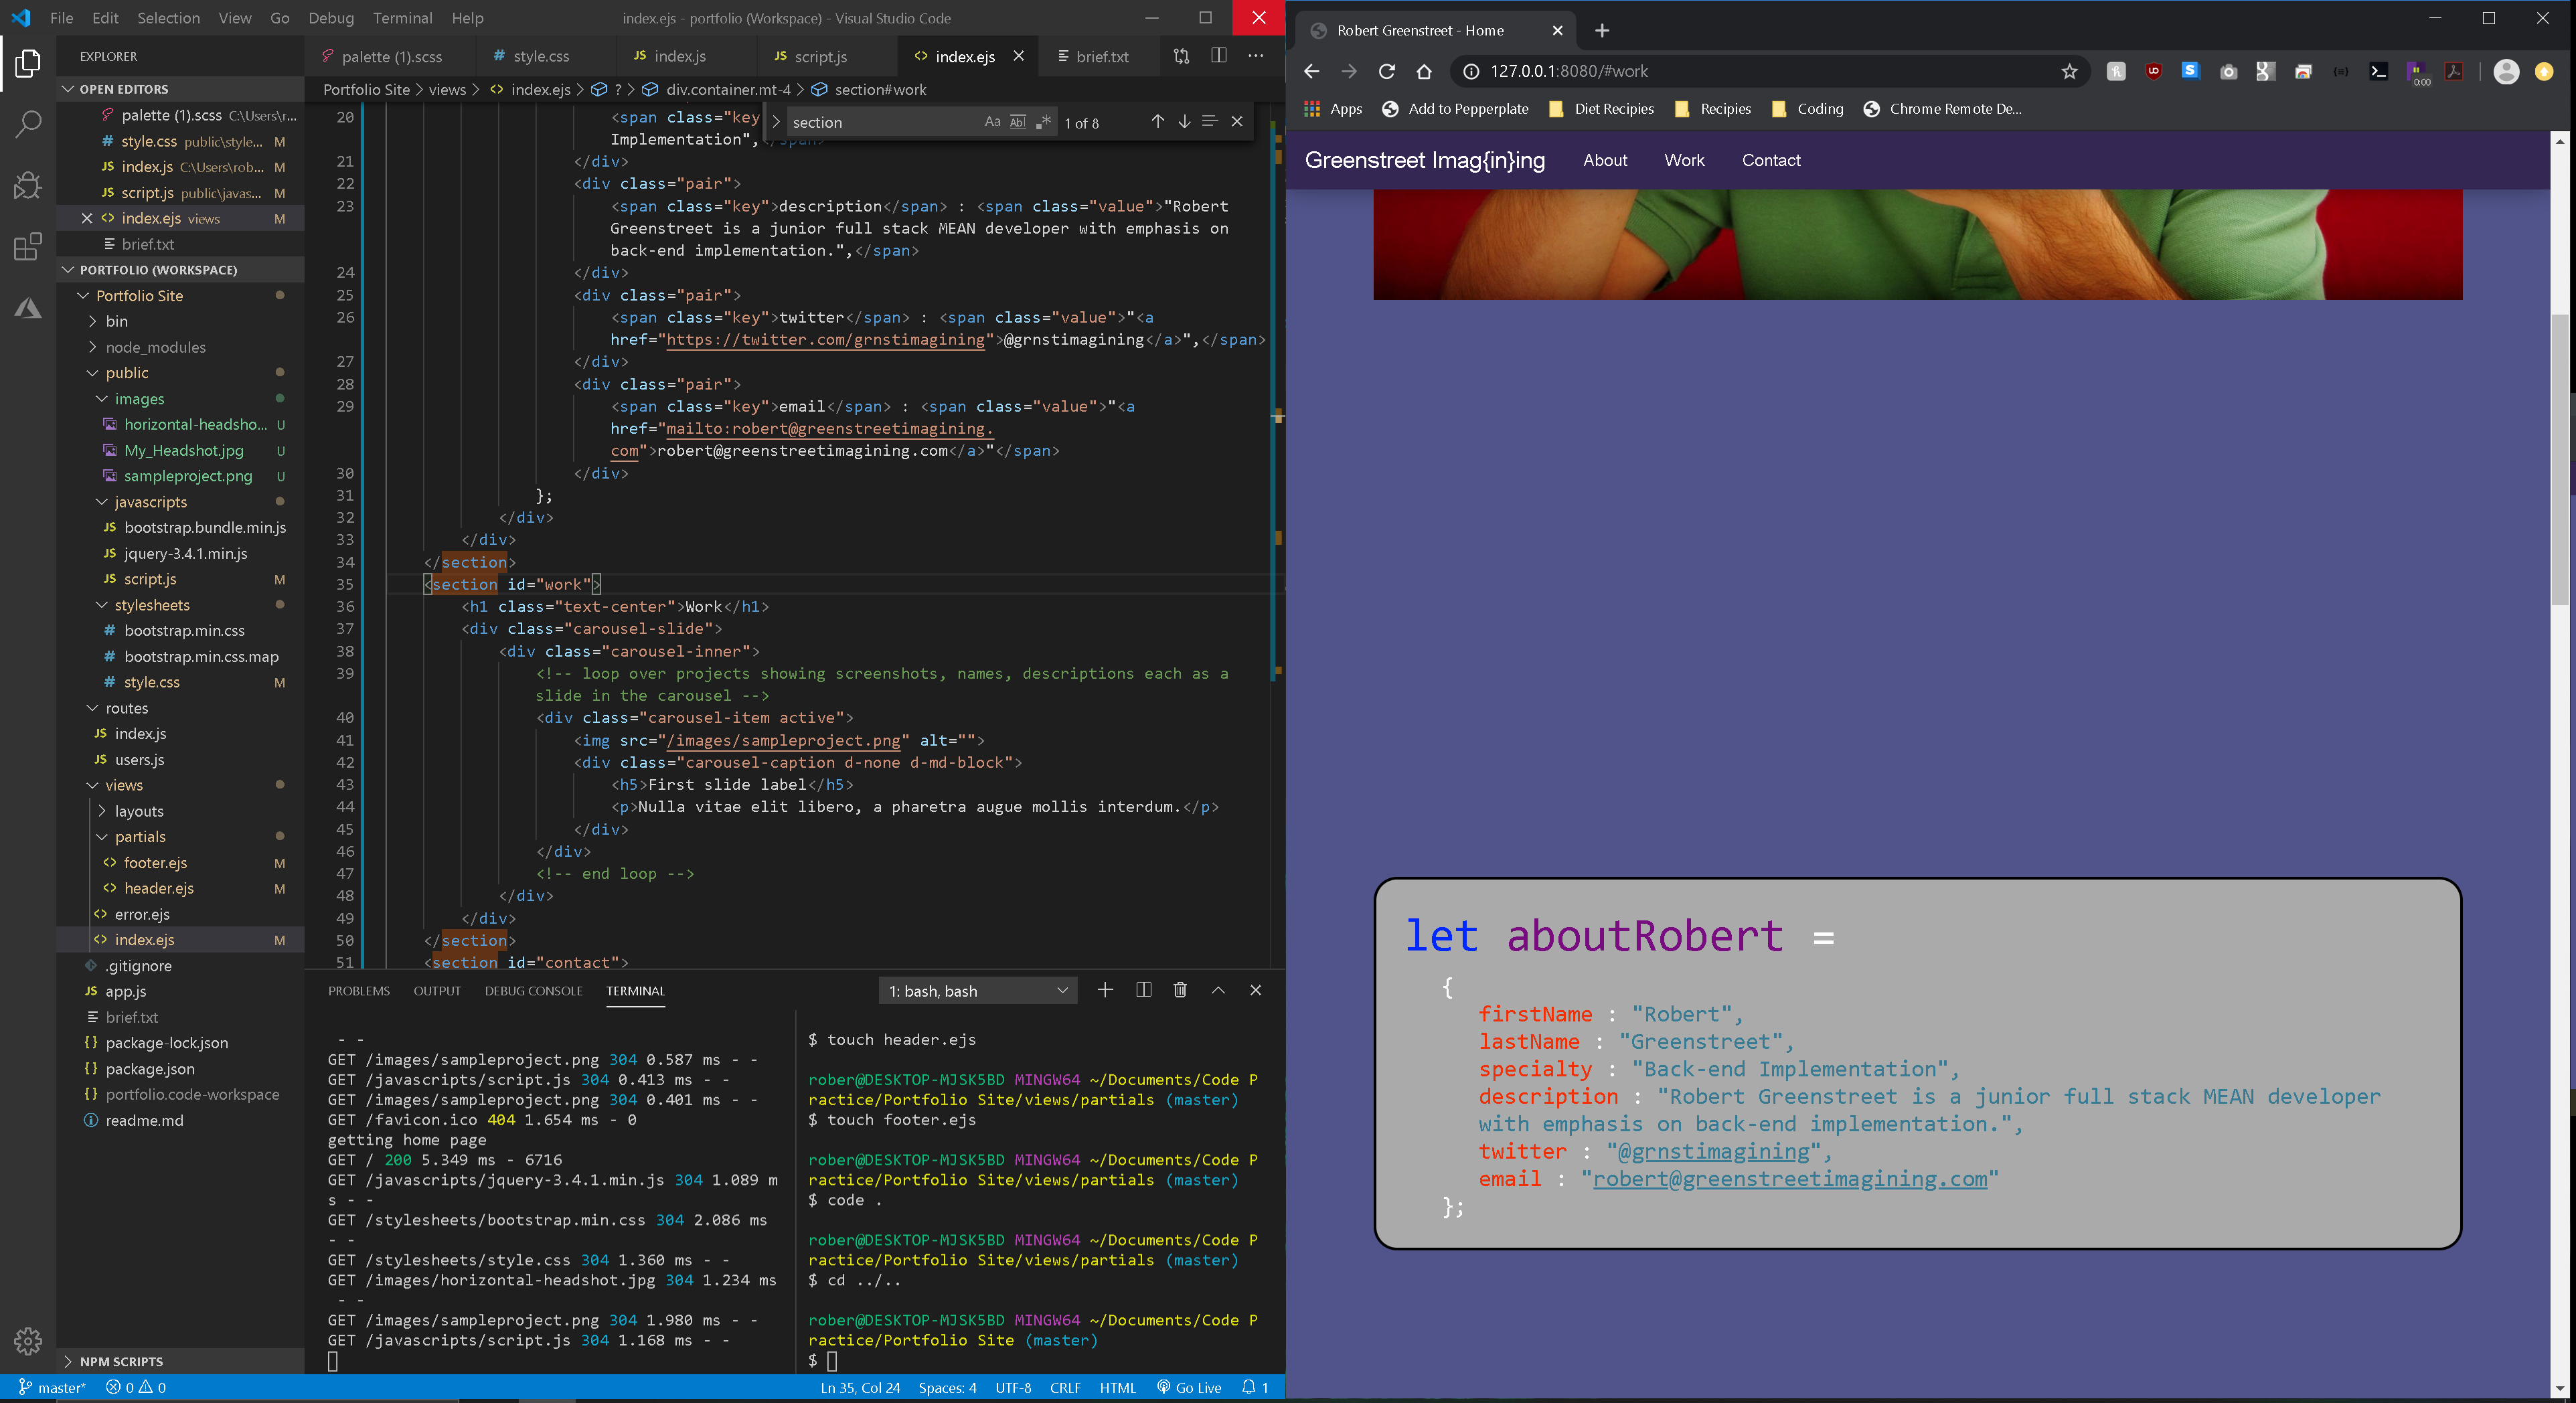 File Edit Selection View Go Debug Terminal Help
index.ejs - portfolio (Workspace) - Visual Studio Code
EXPLORER
OPEN EDITORS
palette (1).scss C:\Users\r...
style.css public\style... M
index.js C:\Users\rob... M
script.js public\javas... M
index.ejs views M
brief.txt
PORTFOLIO (WORKSPACE)
Portfolio Site
bin
node_modules
public
images
horizontal-headsho... U
My_Headshot.jpg U
sampleproject.png U
javascripts
bootstrap.bundle.min.js
jquery-3.4.1.min.js
script.js M
stylesheets
bootstrap.min.css
bootstrap.min.css.map
style.css M
routes
index.js
users.js
views
layouts
partials
footer.ejs M
header.ejs M
error.ejs
index.ejs M
.gitignore
app.js
brief.txt
package-lock.json
package.json
portfolio.code-workspace
readme.md
NPM SCRIPTS
palette (1).scss style.css index.js script.js index.ejs brief.txt
Portfolio Site > views > index.ejs > ? > div.container.mt-4 > section#work
section Aa Abl .* 1 of 8
20 <span class="key
Implementation",</span>
21 </div>
22 <div class="pair">
23 <span class="key">description</span> : <span class="value">"Robert
Greenstreet is a junior full stack MEAN developer with emphasis on
back-end implementation.",</span>
24 </div>
25 <div class="pair">
26 <span class="key">twitter</span> : <span class="value">"<a
href="https://twitter.com/grnstimagining">@grnstimagining</a>",</span>
27 </div>
28 <div class="pair">
29 <span class="key">email</span> : <span class="value">"<a
href="mailto:robert@greenstreetimagining.
com">robert@greenstreetimagining.com</a>"</span>
30 </div>
31 };
32 </div>
33 </div>
34 </section>
35 <section id="work">
36 <h1 class="text-center">Work</h1>
37 <div class="carousel-slide">
38 <div class="carousel-inner">
39 <!-- loop over projects showing screenshots, names, descriptions each as a
slide in the carousel -->
40 <div class="carousel-item active">
41 <img src="/images/sampleproject.png" alt="">
42 <div class="carousel-caption d-none d-md-block">
43 <h5>First slide label</h5>
44 <p>Nulla vitae elit libero, a pharetra augue mollis interdum.</p>
45 </div>
46 </div>
47 <!-- end loop -->
48 </div>
49 </div>
50 </section>
51 <section id="contact">
PROBLEMS OUTPUT DEBUG CONSOLE TERMINAL 1: bash, bash
- -
GET /images/sampleproject.png 304 0.587 ms - -
GET /javascripts/script.js 304 0.413 ms - -
GET /images/sampleproject.png 304 0.401 ms - -
GET /favicon.ico 404 1.654 ms - 0
getting home page
GET / 200 5.349 ms - 6716
GET /javascripts/jquery-3.4.1.min.js 304 1.089 m
s - -
GET /stylesheets/bootstrap.min.css 304 2.086 ms
- -
GET /stylesheets/style.css 304 1.360 ms - -
GET /images/horizontal-headshot.jpg 304 1.234 ms
- -
GET /images/sampleproject.png 304 1.980 ms - -
GET /javascripts/script.js 304 1.168 ms - -
$ touch header.ejs
rober@DESKTOP-MJSK5BD MINGW64 ~/Documents/Code P
ractice/Portfolio Site/views/partials (master)
$ touch footer.ejs
rober@DESKTOP-MJSK5BD MINGW64 ~/Documents/Code P
ractice/Portfolio Site/views/partials (master)
$ code .
rober@DESKTOP-MJSK5BD MINGW64 ~/Documents/Code P
ractice/Portfolio Site/views/partials (master)
$ cd ../..
rober@DESKTOP-MJSK5BD MINGW64 ~/Documents/Code P
ractice/Portfolio Site (master)
$
master* 0 0 Ln 35, Col 24 Spaces: 4 UTF-8 CRLF HTML Go Live 1
Robert Greenstreet - Home
127.0.0.1:8080/#work
0:00
Apps Add to Pepperplate Diet Recipies Recipies Coding Chrome Remote De...
Greenstreet Imag{in}ing About Work Contact
let aboutRobert =
{
firstName : "Robert",
lastName : "Greenstreet",
specialty : "Back-end Implementation",
description : "Robert Greenstreet is a junior full stack MEAN developer
with emphasis on back-end implementation.",
twitter : "@grnstimagining",
email : "robert@greenstreetimagining.com"
};